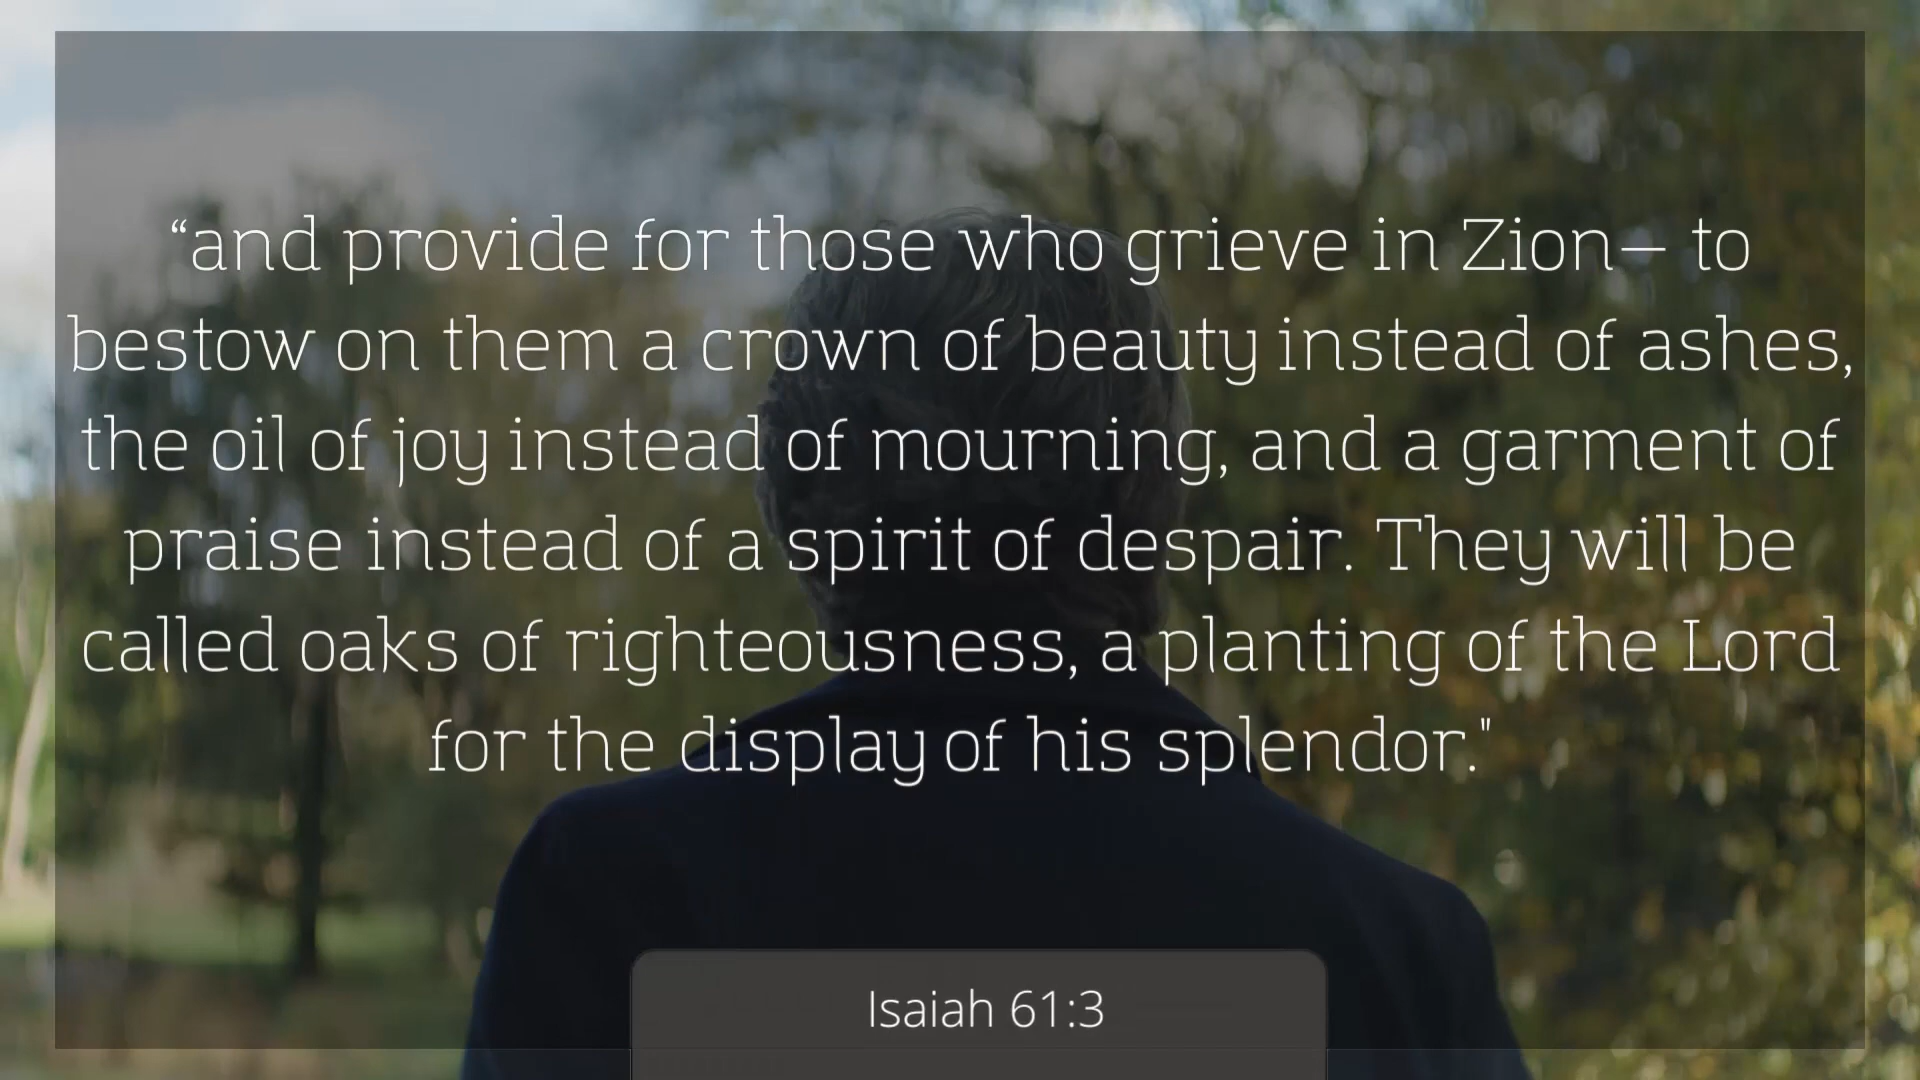 “and provide for those who grieve in Zion— to
bestow on them a crown of beauty instead of ashes,
the oil of joy instead of mourning, and a garment of
praise instead of a spirit of despair. They will be
called oaks of righteousness, a planting of the Lord
for the display of his splendor."
Isaiah 61:3